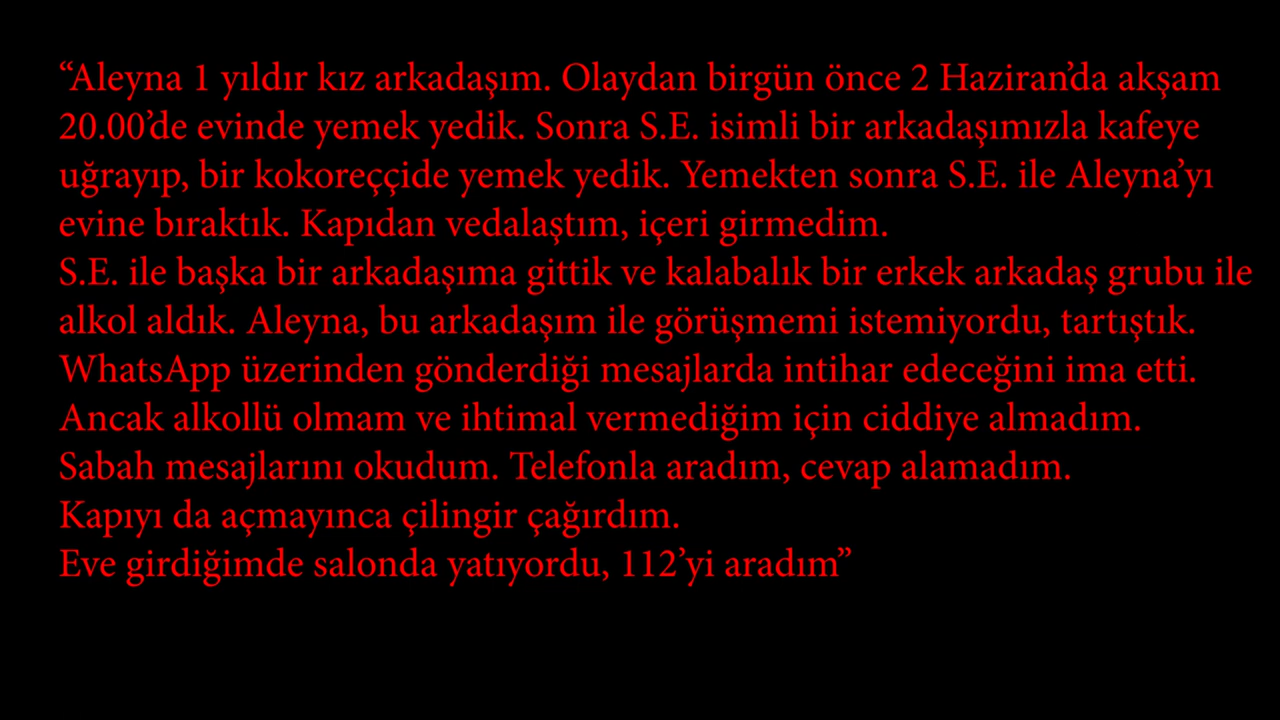 “Aleyna 1 yıldır kız arkadaşım. Olaydan birgün önce 2 Haziran’da akşam
20.00’de evinde yemek yedik. Sonra S.E. isimli bir arkadaşımızla kafeye
uğrayıp, bir kokoreççide yemek yedik. Yemekten sonra S.E. ile Aleyna’yı
evine bıraktık. Kapıdan vedalaştım, içeri girmedim.
S.E. ile başka bir arkadaşıma gittik ve kalabalık bir erkek arkadaş grubu ile
alkol aldık. Aleyna, bu arkadaşım ile görüşmemi istemiyordu, tartıştık.
WhatsApp üzerinden gönderdiği mesajlarda intihar edeceğini ima etti.
Ancak alkollü olmam ve ihtimal vermediğim için ciddiye almadım.
Sabah mesajlarını okudum. Telefonla aradım, cevap alamadım.
Kapıyı da açmayınca çilingir çağırdım.
Eve girdiğimde salonda yatıyordu, 112’yi aradım”